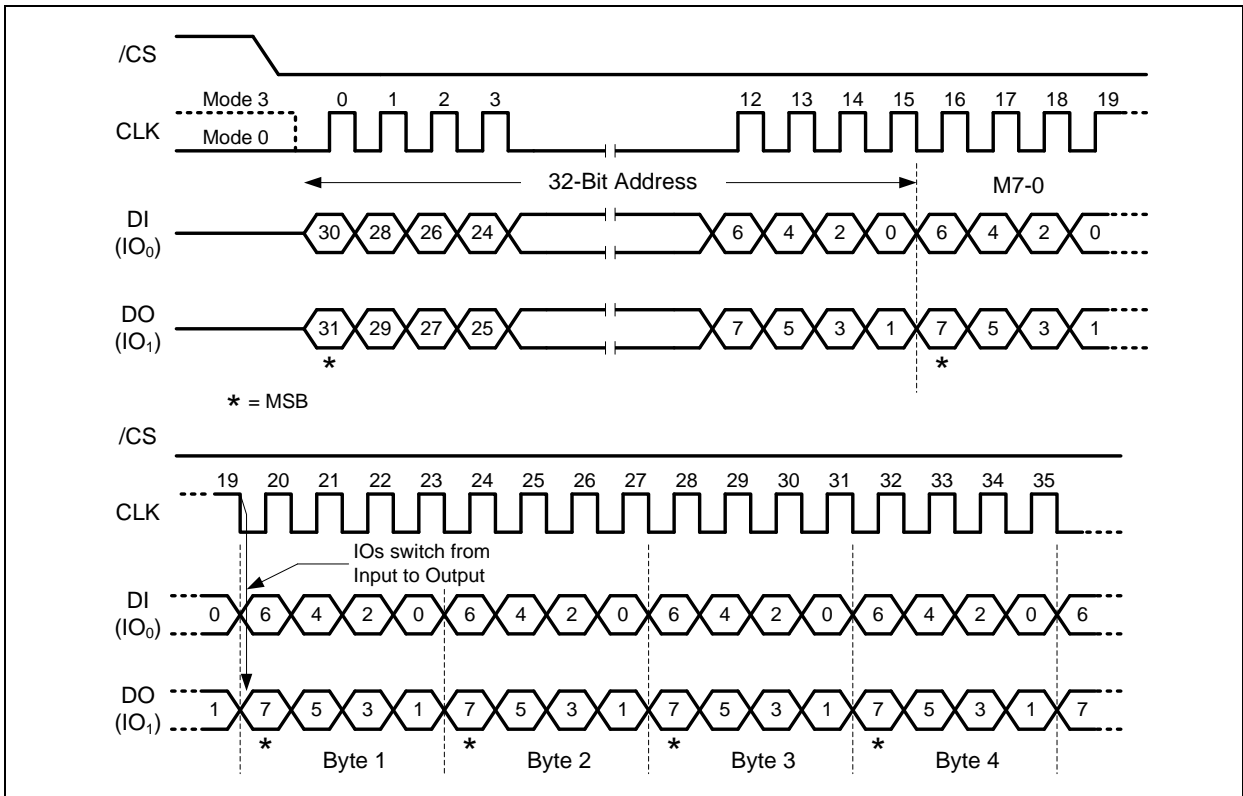 /CS
Mode 3 0 1 2 3 12 13 14 15 16 17 18 19
CLK Mode 0
32-Bit Address M7-0
DI
(IO0) 30 28 26 24 6 4 2 0 6 4 2 0
DO
(IO1) 31 29 27 25 7 5 3 1 7 5 3 1
* *
* = MSB
/CS
19 20 21 22 23 24 25 26 27 28 29 30 31 32 33 34 35
CLK
IOs switch from
Input to Output
DI
(IO0) 0 6 4 2 0 6 4 2 0 6 4 2 0 6 4 2 0 6
DO
(IO1) 1 7 5 3 1 7 5 3 1 7 5 3 1 7 5 3 1 7
* * * *
Byte 1 Byte 2 Byte 3 Byte 4